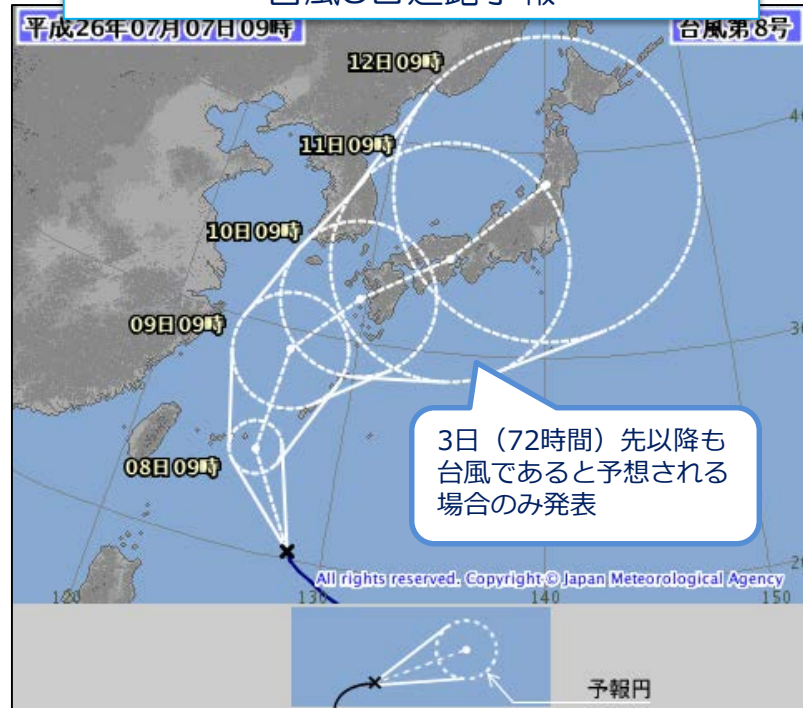 平成26年07月07日09時
台風第8号
12日09時
11日09時
10日09時
09日09時
08日09時
3日（72時間）先以降も
台風であると予想される
場合のみ発表
All rights reserved. Copyright © Japan Meteorological Agency
120
130
140
150
30
予報円